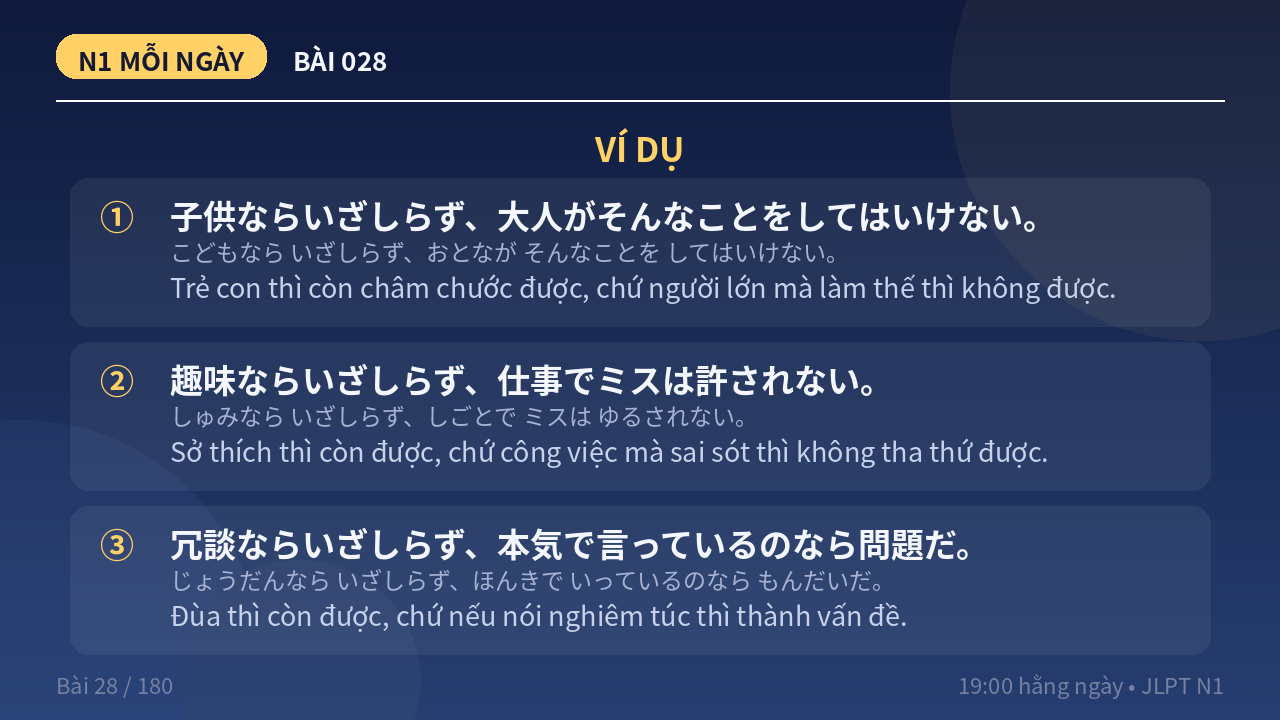 N1 MỖI NGÀY
BÀI 028
VÍ DỤ
① 子供ならいざしらず、大人がそんなことをしてはいけない。
こどもなら いざしらず、おとなが そんなことを してはいけない。
Trẻ con thì còn châm chước được, chứ người lớn mà làm thế thì không được.
② 趣味ならいざしらず、仕事でミスは許されない。
しゅみなら いざしらず、しごとで ミスは ゆるされない。
Sở thích thì còn được, chứ công việc mà sai sót thì không tha thứ được.
③ 冗談ならいざしらず、本気で言っているのなら問題だ。
じょうだんなら いざしらず、ほんきで いっているのなら もんだいだ。
Đùa thì còn được, chứ nếu nói nghiêm túc thì thành vấn đề.
Bài 28 / 180
19:00 hằng ngày • JLPT N1